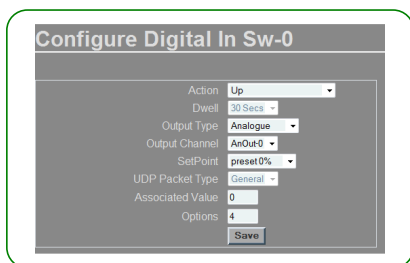 Configure Digital In Sw-0
Action Up
Dwell 30 Secs
Output Type Analogue
Output Channel AnOut-0
SetPoint preset 0%
UDP Packet Type General
Associated Value 0
Options 4
Save